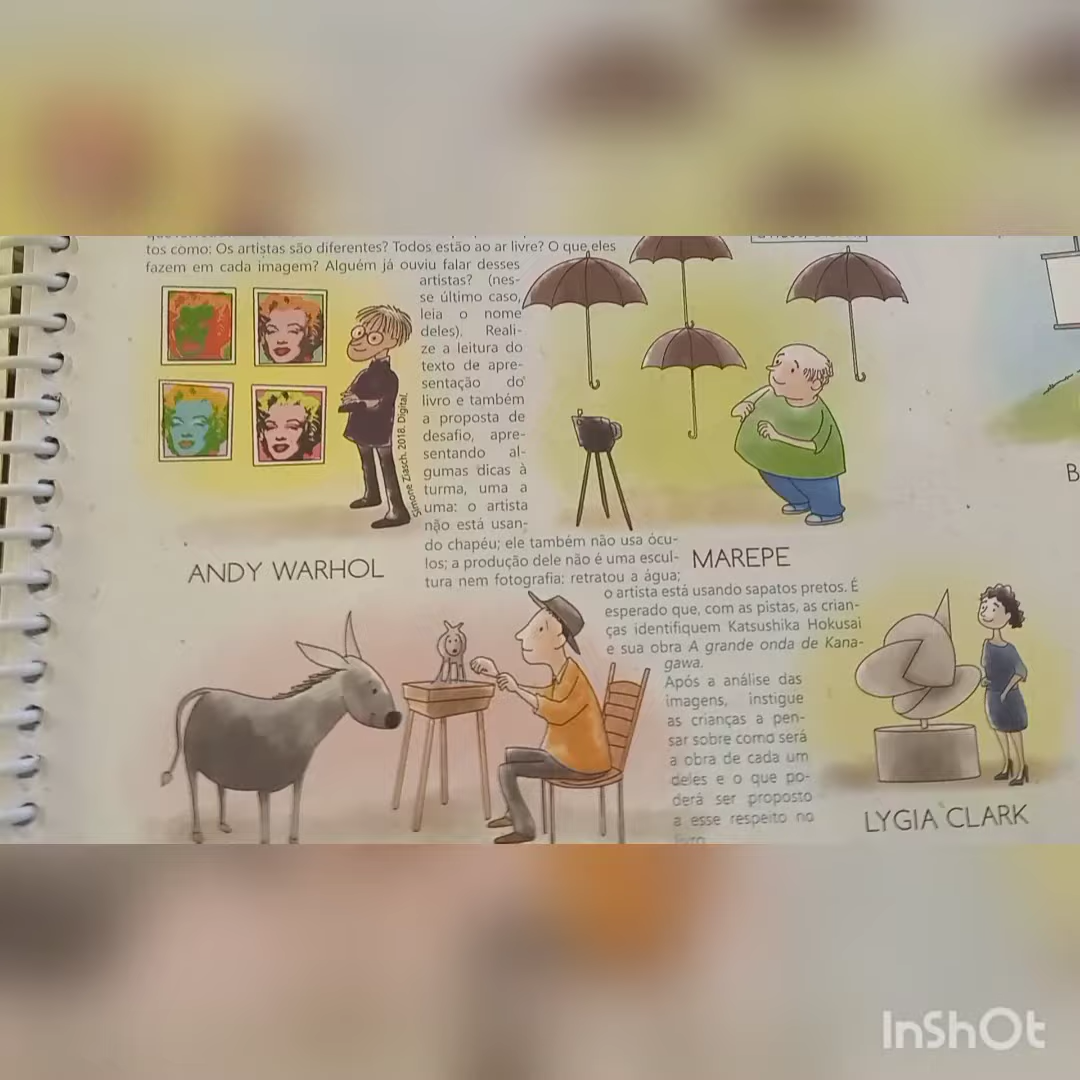 tos como: Os artistas são diferentes? Todos estão ao ar livre? O que eles
fazem em cada imagem? Alguém já ouviu falar desses
artistas? (nes-
se último caso,
leia o nome
deles). Reali-
ze a leitura do
texto de apre-
sentação do
livro e também
a proposta de
desafio, apre-
sentando al-
gumas dicas à
turma, uma a
uma: o artista
não está usan-
do chapéu; ele também não usa ócu-
los; a produção dele não é uma escul-
tura nem fotografia: retratou a água;
o artista está usando sapatos pretos. É
esperado que, com as pistas, as crian-
ças identifiquem Katsushika Hokusai
e sua obra A grande onda de Kana-
gawa.
Após a análise das
imagens, instigue
as crianças a pen-
sar sobre como será
a obra de cada um
deles e o que po-
derá ser proposto
a esse respeito no
Simone Ziasch. 2018. Digital.
ANDY WARHOL
MAREPE
B
LYGIA CLARK
InShOt